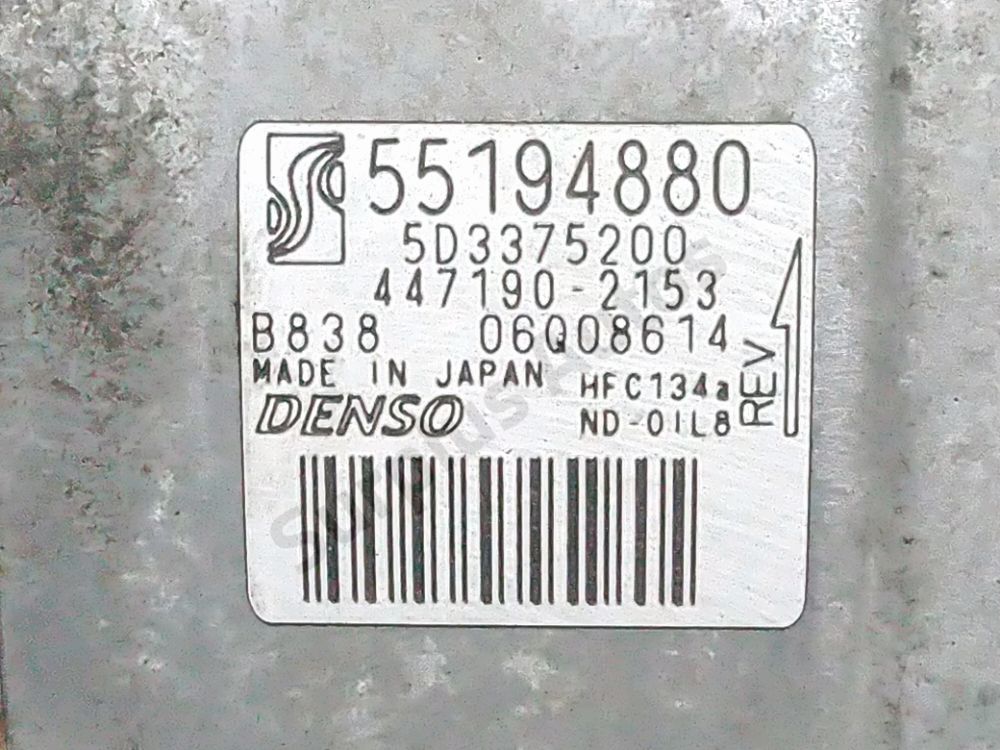 55194880
5D3375200
447190-2153
B838 06Q08614
MADE IN JAPAN HFC134a
DENSO ND-OIL8
REV